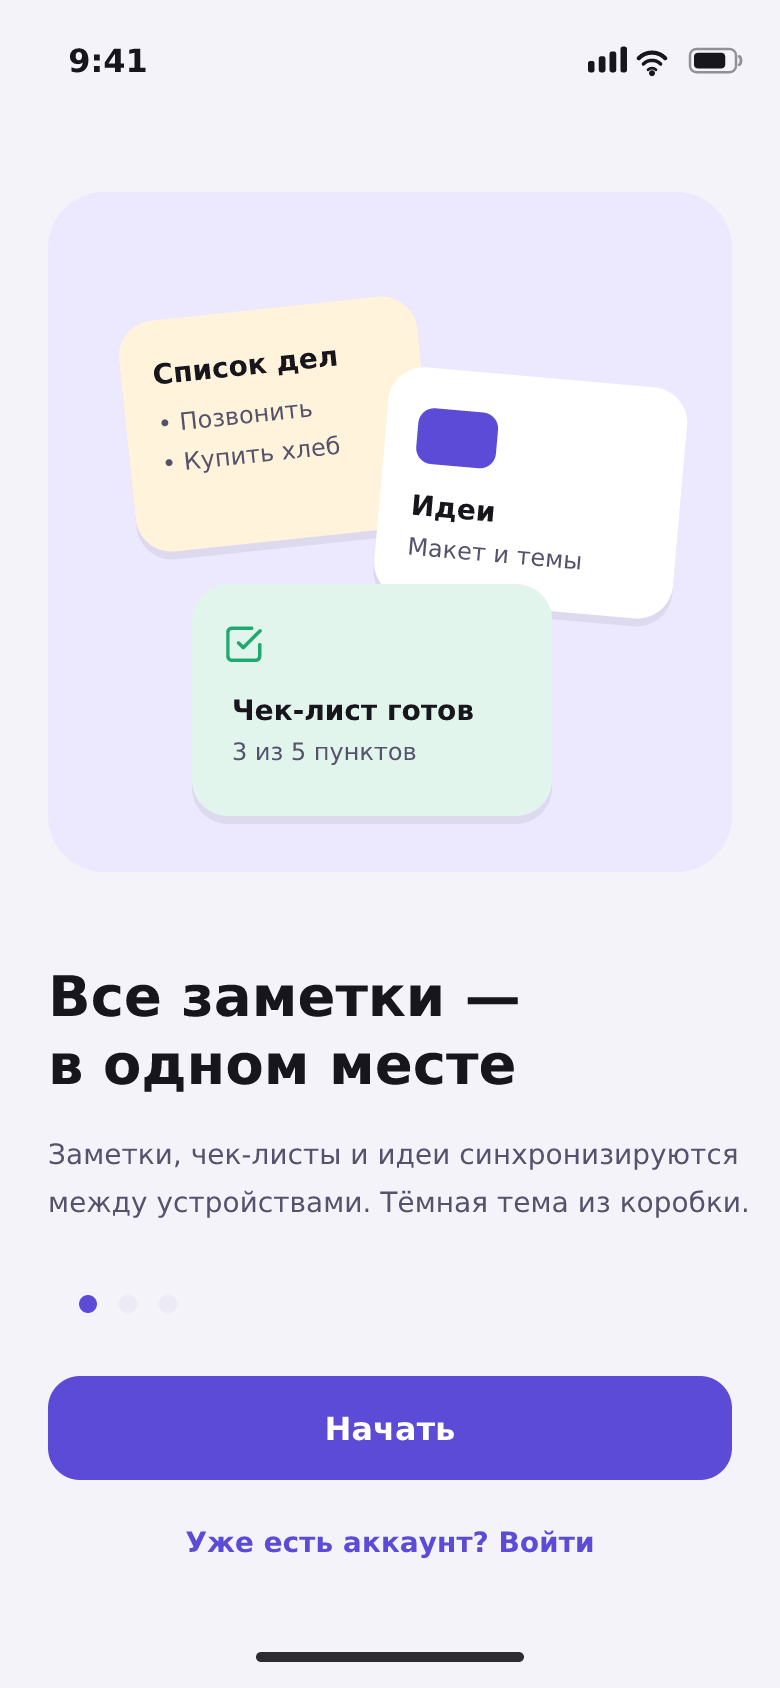 9:41
Список дел
• Позвонить
• Купить хлеб
Идеи
Макет и темы
Чек-лист готов
3 из 5 пунктов
Все заметки —
в одном месте
Заметки, чек-листы и идеи синхронизируются
между устройствами. Тёмная тема из коробки.
Начать
Уже есть аккаунт? Войти